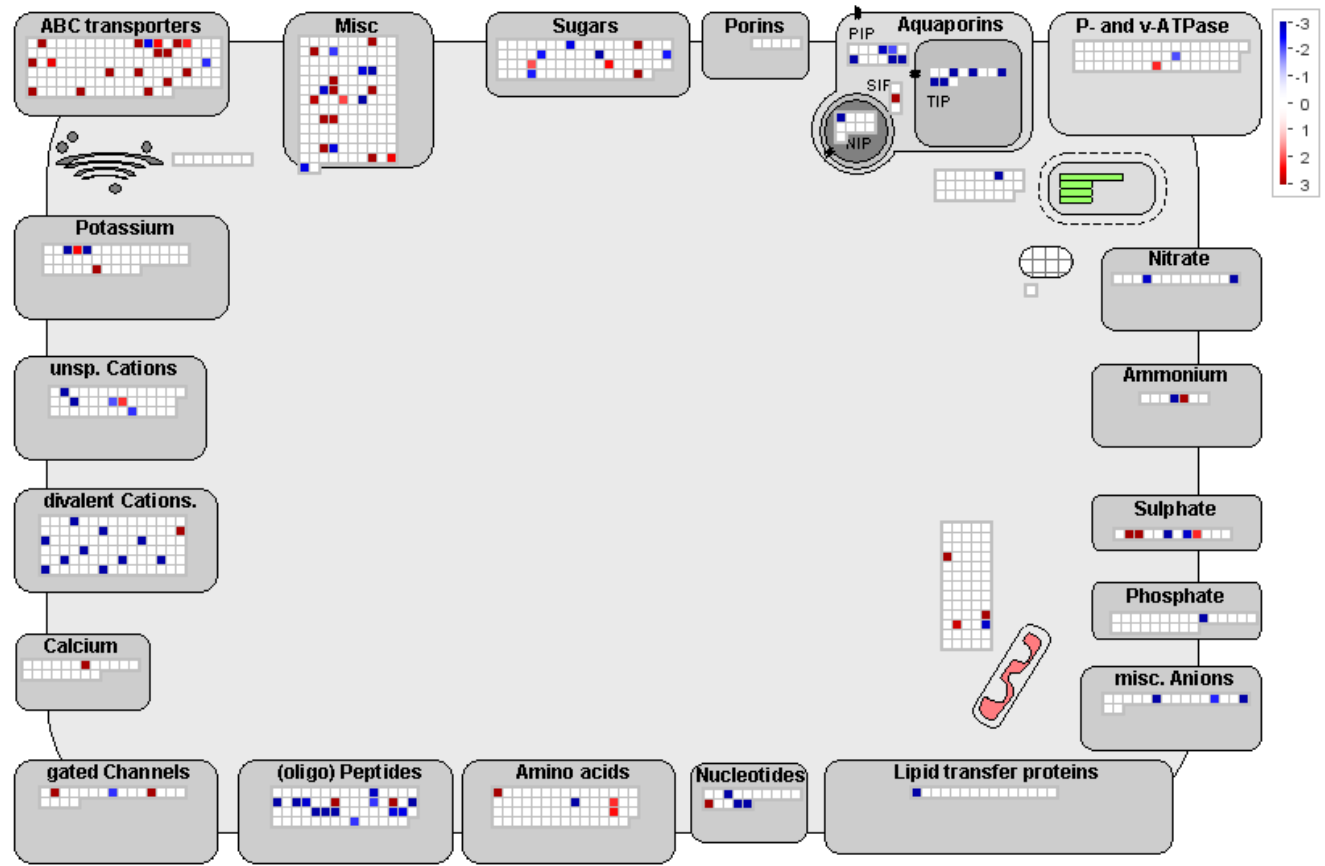 ABC transporters
Misc
Sugars
Porins
Aquaporins
P- and v-ATPase
PIP
SIP
TIP
NIP
-3
-2
-1
0
1
2
3
Potassium
Nitrate
unsp. Cations
Ammonium
divalent Cations.
Sulphate
Phosphate
Calcium
misc. Anions
gated Channels
(oligo) Peptides
Amino acids
Nucleotides
Lipid transfer proteins